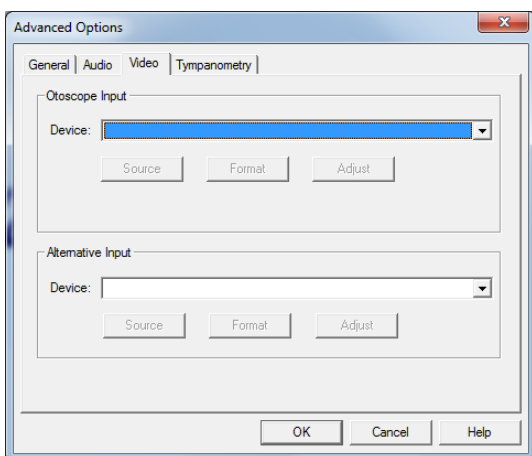 Advanced Options
General Audio Video Tympanometry
Otoscope Input
Device:
Source Format Adjust
Alternative Input
Device:
Source Format Adjust
OK Cancel Help